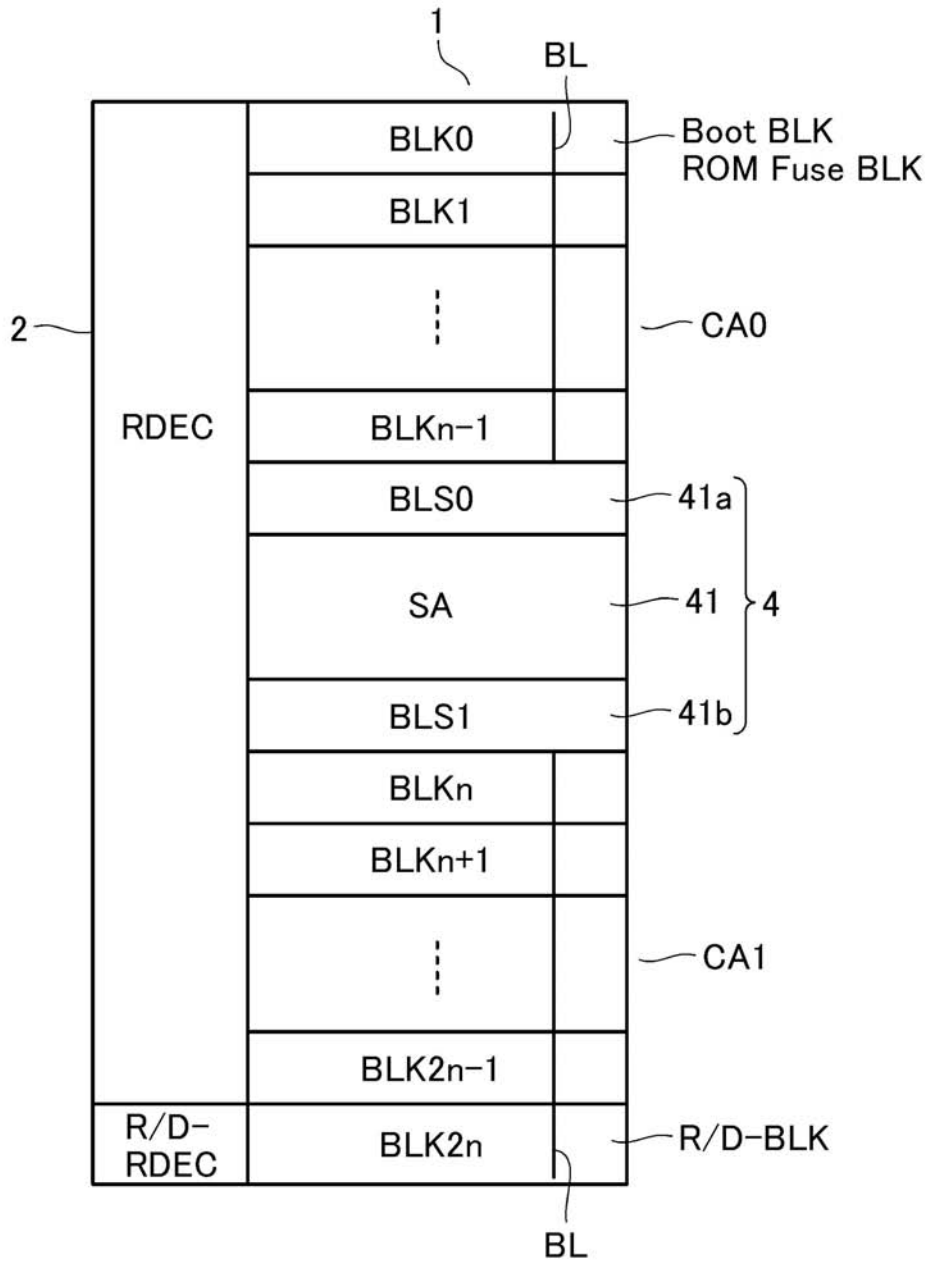 1
BL
BLK0
Boot BLK
ROM Fuse BLK
BLK1
2
CA0
RDEC
BLKn-1
BLS0
41a
SA
41
4
BLS1
41b
BLKn
BLKn+1
CA1
BLK2n-1
R/D-
RDEC
BLK2n
R/D-BLK
BL